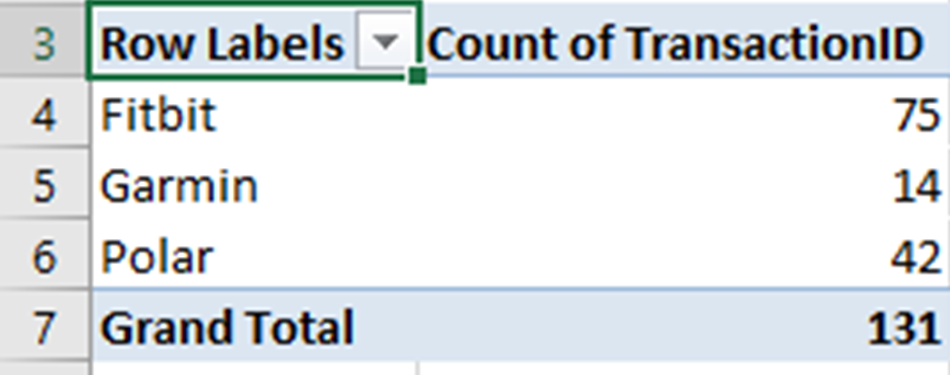 3 Row Labels Count of TransactionID
4 Fitbit 75
5 Garmin 14
6 Polar 42
7 Grand Total 131